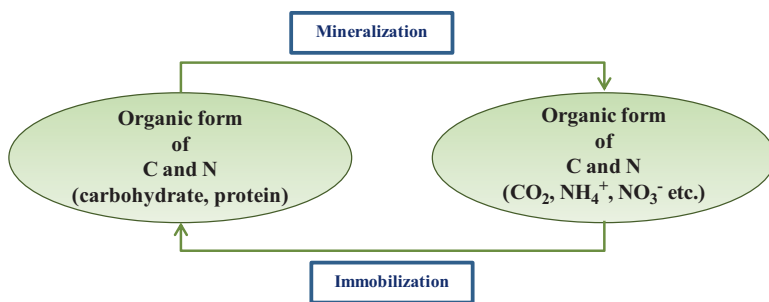 Mineralization
Organic form
of
C and N
(carbohydrate, protein)
Organic form
of
C and N
(CO₂, NH₄⁺, NO₃⁻ etc.)
Immobilization